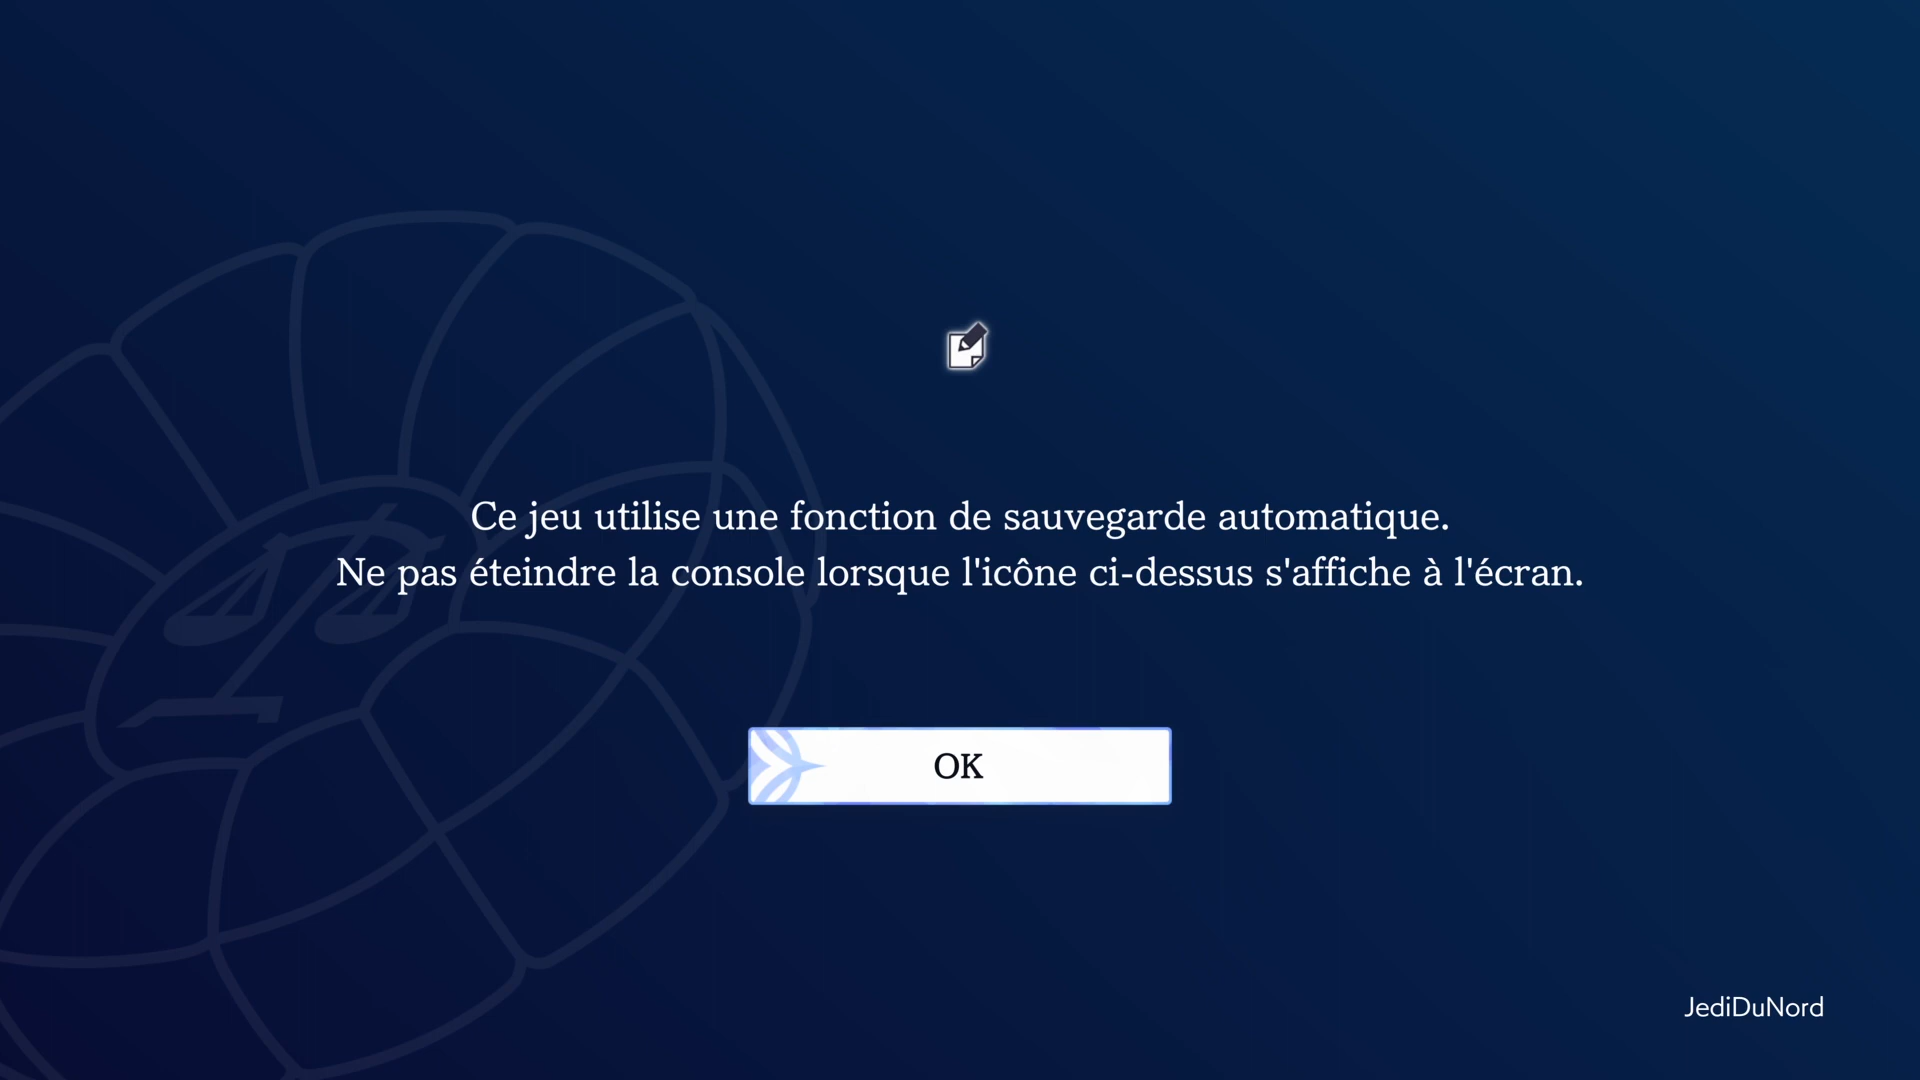 Ce jeu utilise une fonction de sauvegarde automatique.
Ne pas éteindre la console lorsque l'icône ci-dessus s'affiche à l'écran.
OK
JediDuNord